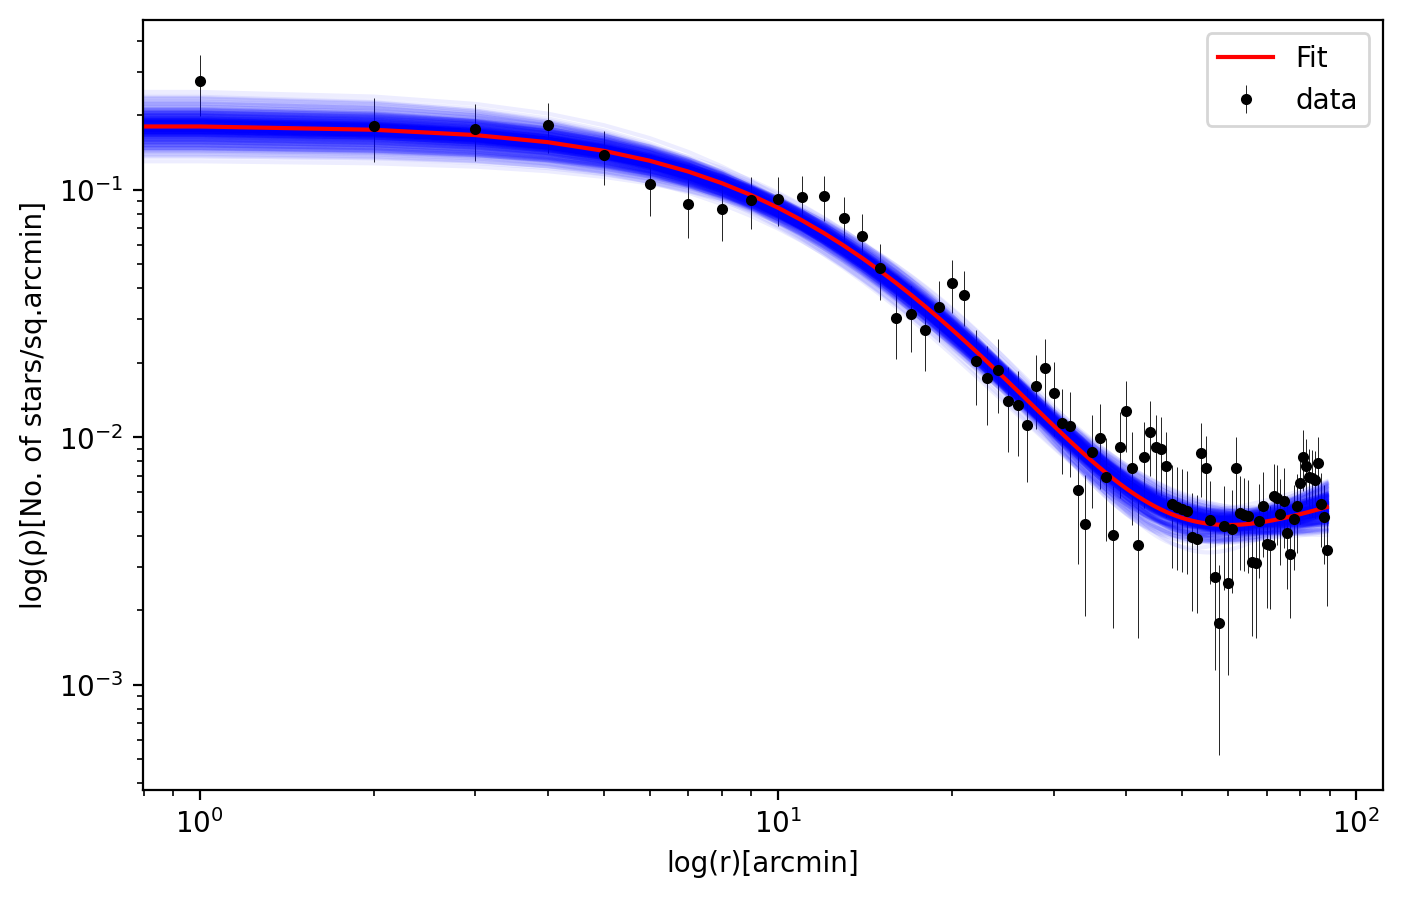 Fit
data
10⁻¹
10⁻²
10⁻³
log(ρ)[No. of stars/sq.arcmin]
10⁰ 10¹ 10²
log(r)[arcmin]